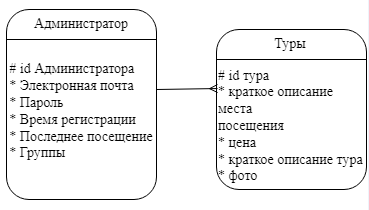 Администратор
# id Администратора
* Электронная почта
* Пароль
* Время регистрации
* Последнее посещение
* Группы
Туры
# id тура
* краткое описание
места
посещения
* цена
* краткое описание тура
* фото